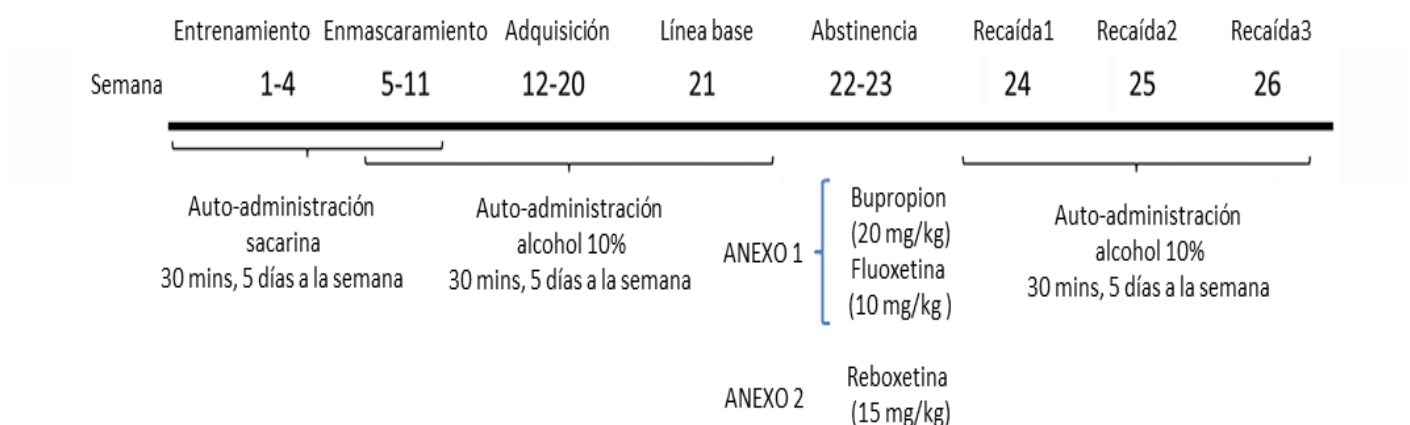 Entrenamiento Enmascaramiento Adquisición Línea base Abstinencia Recaída1 Recaída2 Recaída3
Semana 1-4 5-11 12-20 21 22-23 24 25 26
Auto-administración
sacarina
30 mins, 5 días a la semana
Auto-administración
alcohol 10%
30 mins, 5 días a la semana
ANEXO 1
Bupropion
(20 mg/kg)
Fluoxetina
(10 mg/kg )
Auto-administración
alcohol 10%
30 mins, 5 días a la semana
ANEXO 2
Reboxetina
(15 mg/kg)